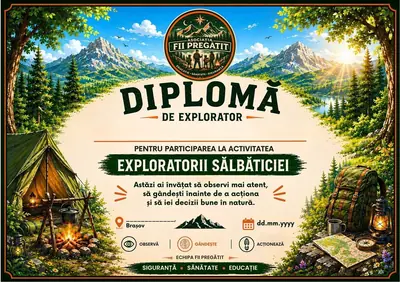 ASOCIAȚIA
FII PREGĂTIT
DIPLOMĂ
DE EXPLORATOR
PENTRU PARTICIPAREA LA ACTIVITATEA
EXPLORATORII SĂLBĂTICIEI
Astăzi ai învățat să observi mai atent,
să gândești înainte de a acționa
și să iei decizii bune în natură.
Brașov
dd.mm.yyyy
OBSERVĂ
GÂNDEȘTE
ACȚIONEAZĂ
ECHIPA FII PREGĂTIT
SIGURANȚĂ • SĂNĂTATE • EDUCAȚIE